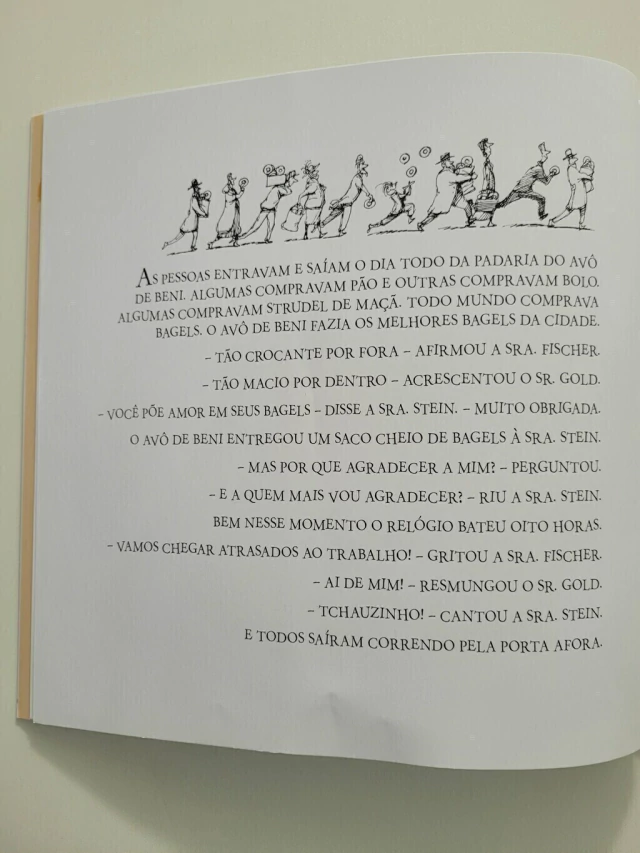 AS PESSOAS ENTRAVAM E SAÍAM O DIA TODO DA PADARIA DO AVÔ
DE BENI. ALGUMAS COMPRAVAM PÃO E OUTRAS COMPRAVAM BOLO.
ALGUMAS COMPRAVAM STRUDEL DE MAÇÃ. TODO MUNDO COMPRAVA
BAGELS. O AVÔ DE BENI FAZIA OS MELHORES BAGELS DA CIDADE.
– TÃO CROCANTE POR FORA – AFIRMOU A SRA. FISCHER.
– TÃO MACIO POR DENTRO – ACRESCENTOU O SR. GOLD.
– VOCÊ PÕE AMOR EM SEUS BAGELS – DISSE A SRA. STEIN. – MUITO OBRIGADA.
O AVÔ DE BENI ENTREGOU UM SACO CHEIO DE BAGELS À SRA. STEIN.
– MAS POR QUE AGRADECER A MIM? – PERGUNTOU.
– E A QUEM MAIS VOU AGRADECER? – RIU A SRA. STEIN.
BEM NESSE MOMENTO O RELÓGIO BATEU OITO HORAS.
– VAMOS CHEGAR ATRASADOS AO TRABALHO! – GRITOU A SRA. FISCHER.
– AI DE MIM! – RESMUNGOU O SR. GOLD.
– TCHAUZINHO! – CANTOU A SRA. STEIN.
E TODOS SAÍRAM CORRENDO PELA PORTA AFORA.